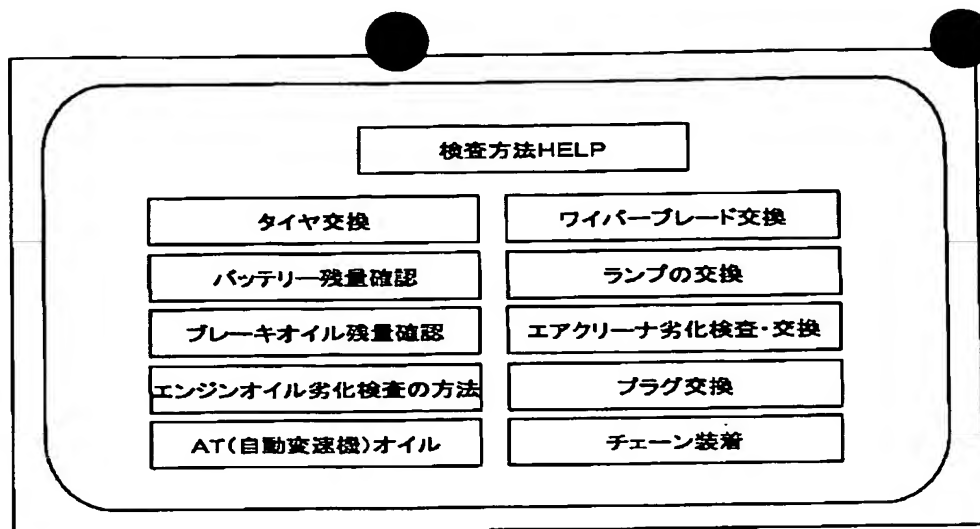 検査方法HELP
タイヤ交換
ワイパーブレード交換
バッテリー残量確認
ランプの交換
ブレーキオイル残量確認
エアクリーナ劣化検査・交換
エンジンオイル劣化検査の方法
プラグ交換
AT(自動変速機)オイル
チェーン装着